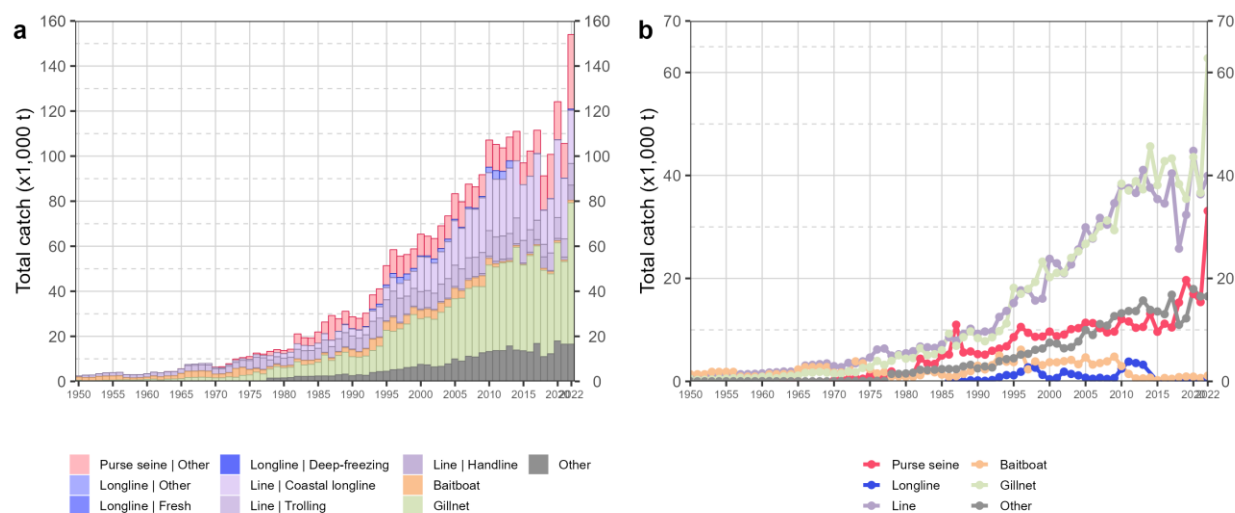 a
Total catch (x1,000 t)
160 160
140 140
120 120
100 100
80 80
60 60
40 40
20 20
0 0
1950 1955 1960 1965 1970 1975 1980 1985 1990 1995 2000 2005 2010 2015 2020 2022
Purse seine | Other
Longline | Other
Longline | Fresh
Longline | Deep-freezing
Line | Coastal longline
Line | Trolling
Line | Handline
Baitboat
Gillnet
Other
b
Total catch (x1,000 t)
70 70
60 60
40 40
20 20
0 0
1950 1955 1960 1965 1970 1975 1980 1985 1990 1995 2000 2005 2010 2015 2020 2022
Purse seine
Longline
Line
Baitboat
Gillnet
Other